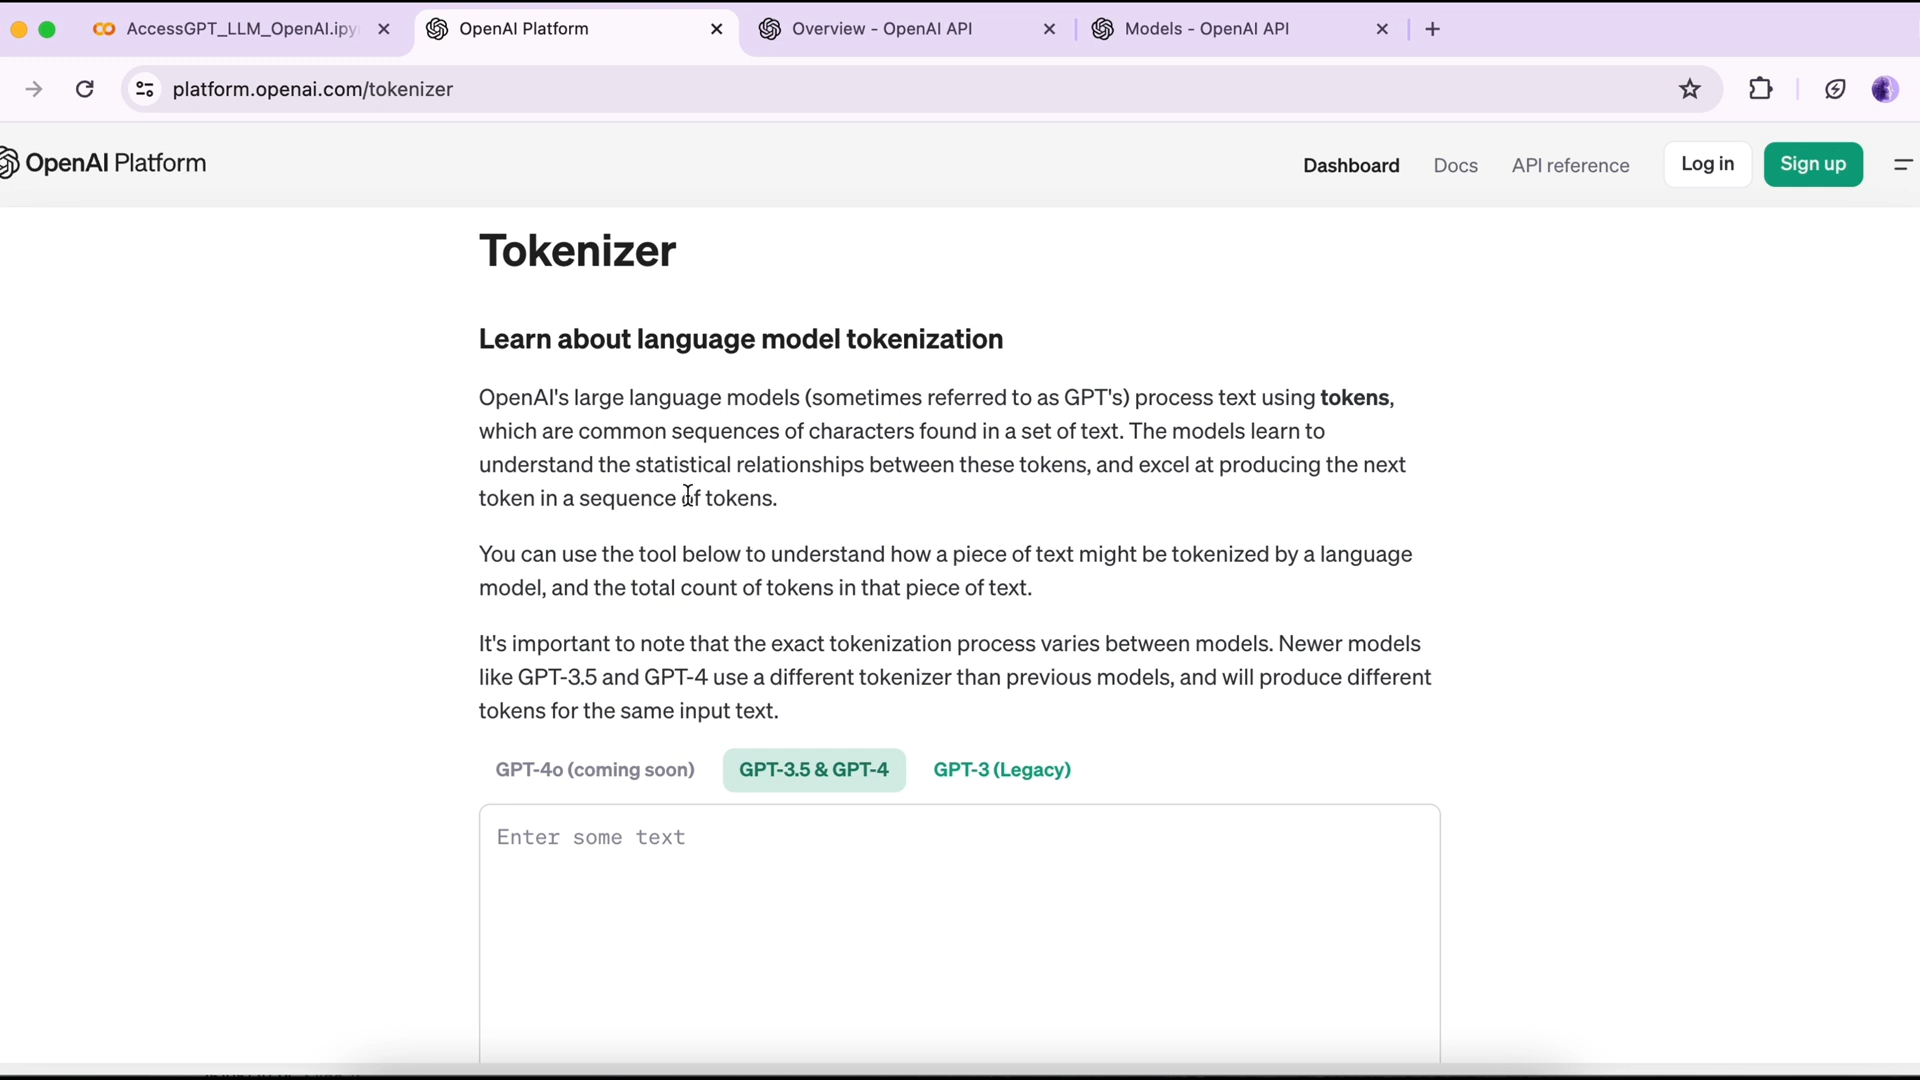 AccessGPT_LLM_OpenAI.ipy
OpenAI Platform
Overview - OpenAI API
Models - OpenAI API
platform.openai.com/tokenizer
OpenAI Platform
Dashboard
Docs
API reference
Log in
Sign up
Tokenizer
Learn about language model tokenization
OpenAI's large language models (sometimes referred to as GPT's) process text using tokens,
which are common sequences of characters found in a set of text. The models learn to
understand the statistical relationships between these tokens, and excel at producing the next
token in a sequence of tokens.
You can use the tool below to understand how a piece of text might be tokenized by a language
model, and the total count of tokens in that piece of text.
It's important to note that the exact tokenization process varies between models. Newer models
like GPT-3.5 and GPT-4 use a different tokenizer than previous models, and will produce different
tokens for the same input text.
GPT-4o (coming soon)
GPT-3.5 & GPT-4
GPT-3 (Legacy)
Enter some text